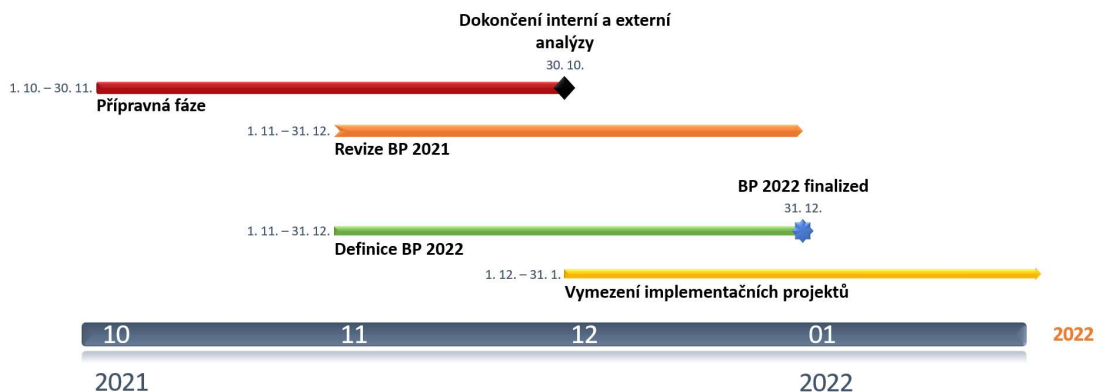 Dokončení interní a externí
analýzy
30. 10.
1. 10. – 30. 11.
Přípravná fáze
1. 11. – 31. 12.
Revize BP 2021
BP 2022 finalized
31. 12.
1. 11. – 31. 12.
Definice BP 2022
1. 12. – 31. 1.
Vymezení implementačních projektů
10 11 12 01 2022
2021 2022